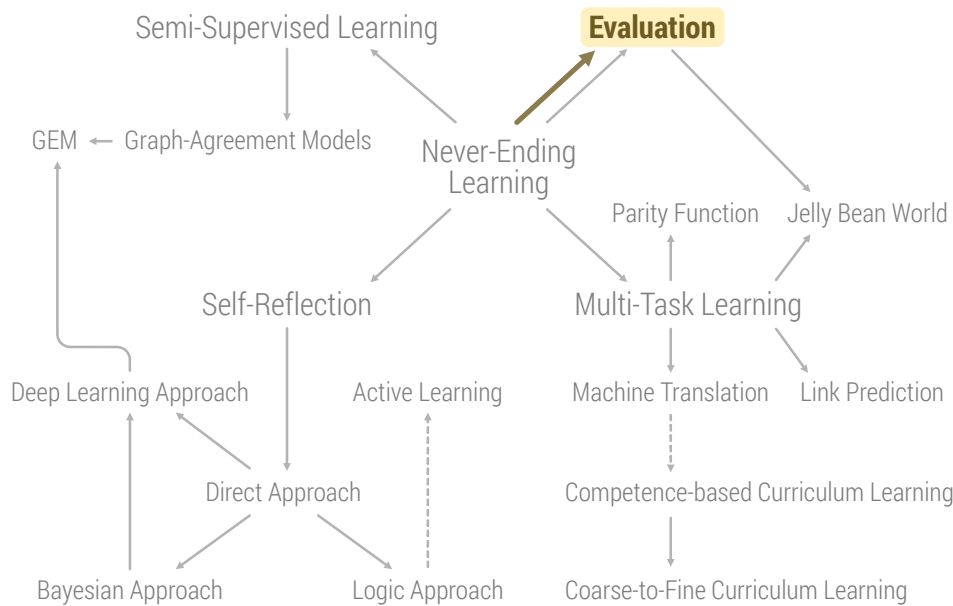 Semi-Supervised Learning
Evaluation
GEM
Graph-Agreement Models
Never-Ending
Learning
Parity Function
Jelly Bean World
Self-Reflection
Multi-Task Learning
Deep Learning Approach
Active Learning
Machine Translation
Link Prediction
Direct Approach
Competence-based Curriculum Learning
Bayesian Approach
Logic Approach
Coarse-to-Fine Curriculum Learning